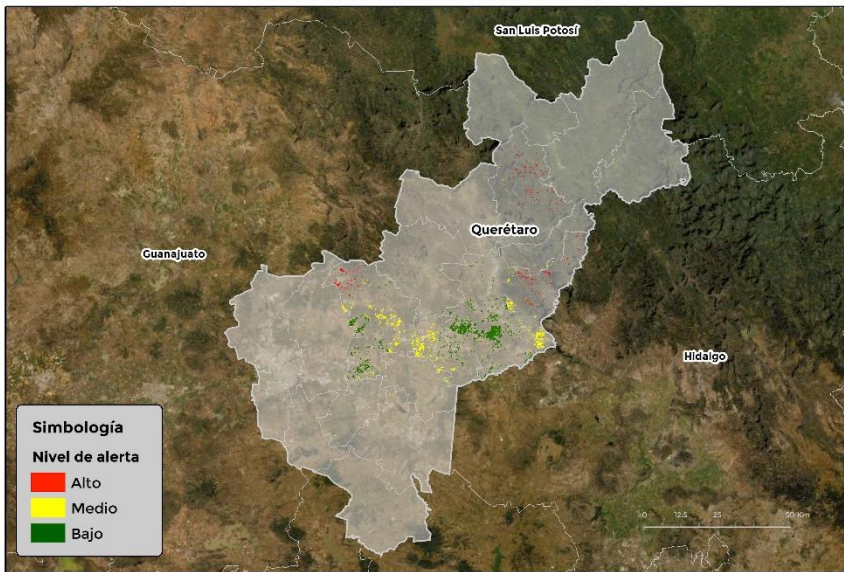 San Luis Potosí
Querétaro
Guanajuato
Hidalgo
Simbología
Nivel de alerta
Alto
Medio
Bajo
0 12.5 25 50 Km